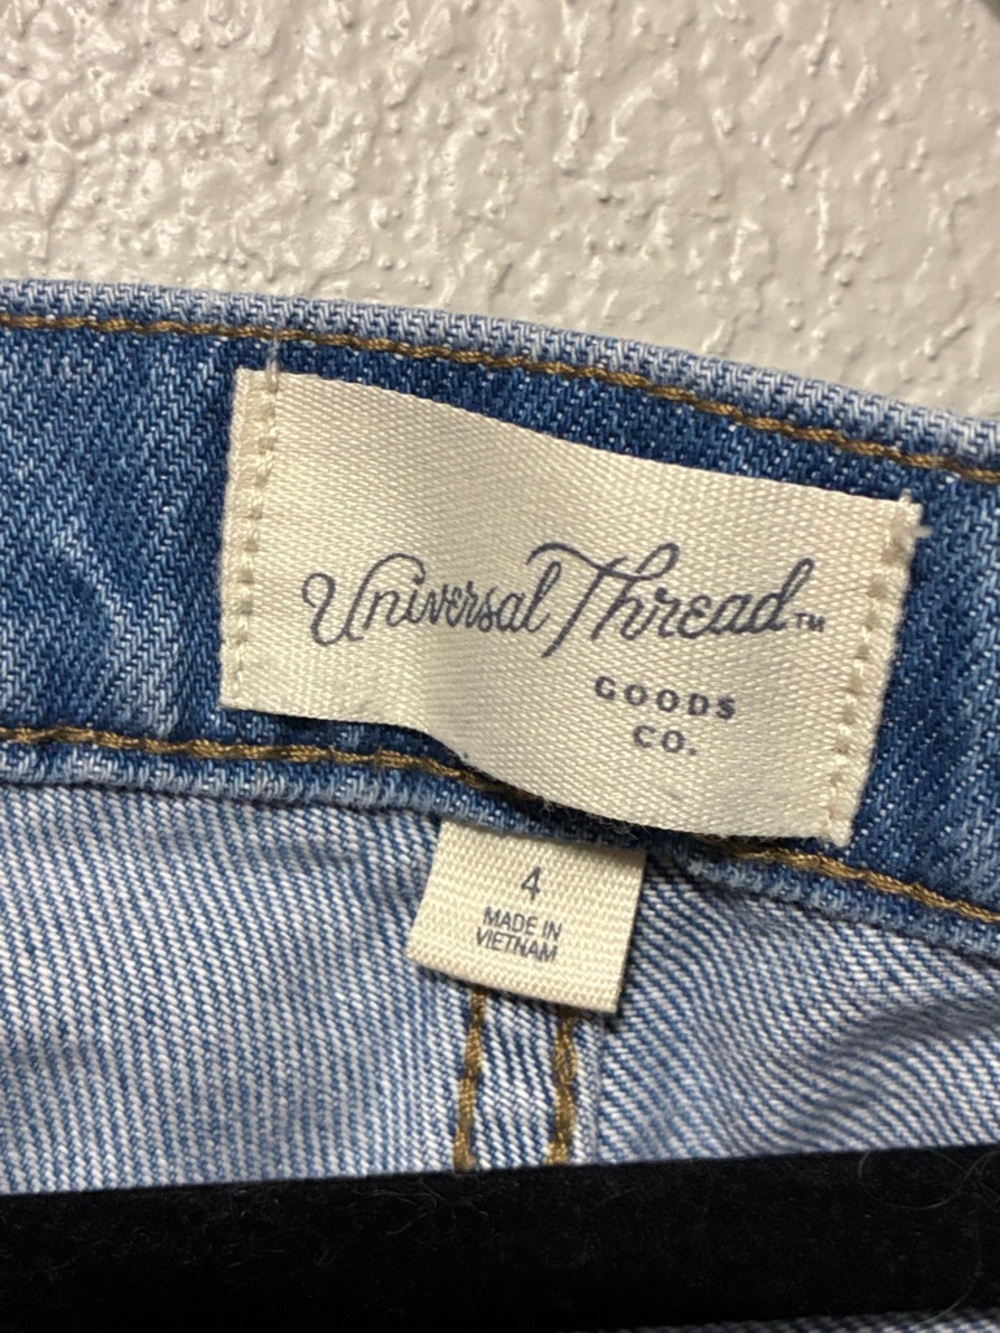 Universal Thread™
GOODS
CO.
4
MADE IN
VIETNAM